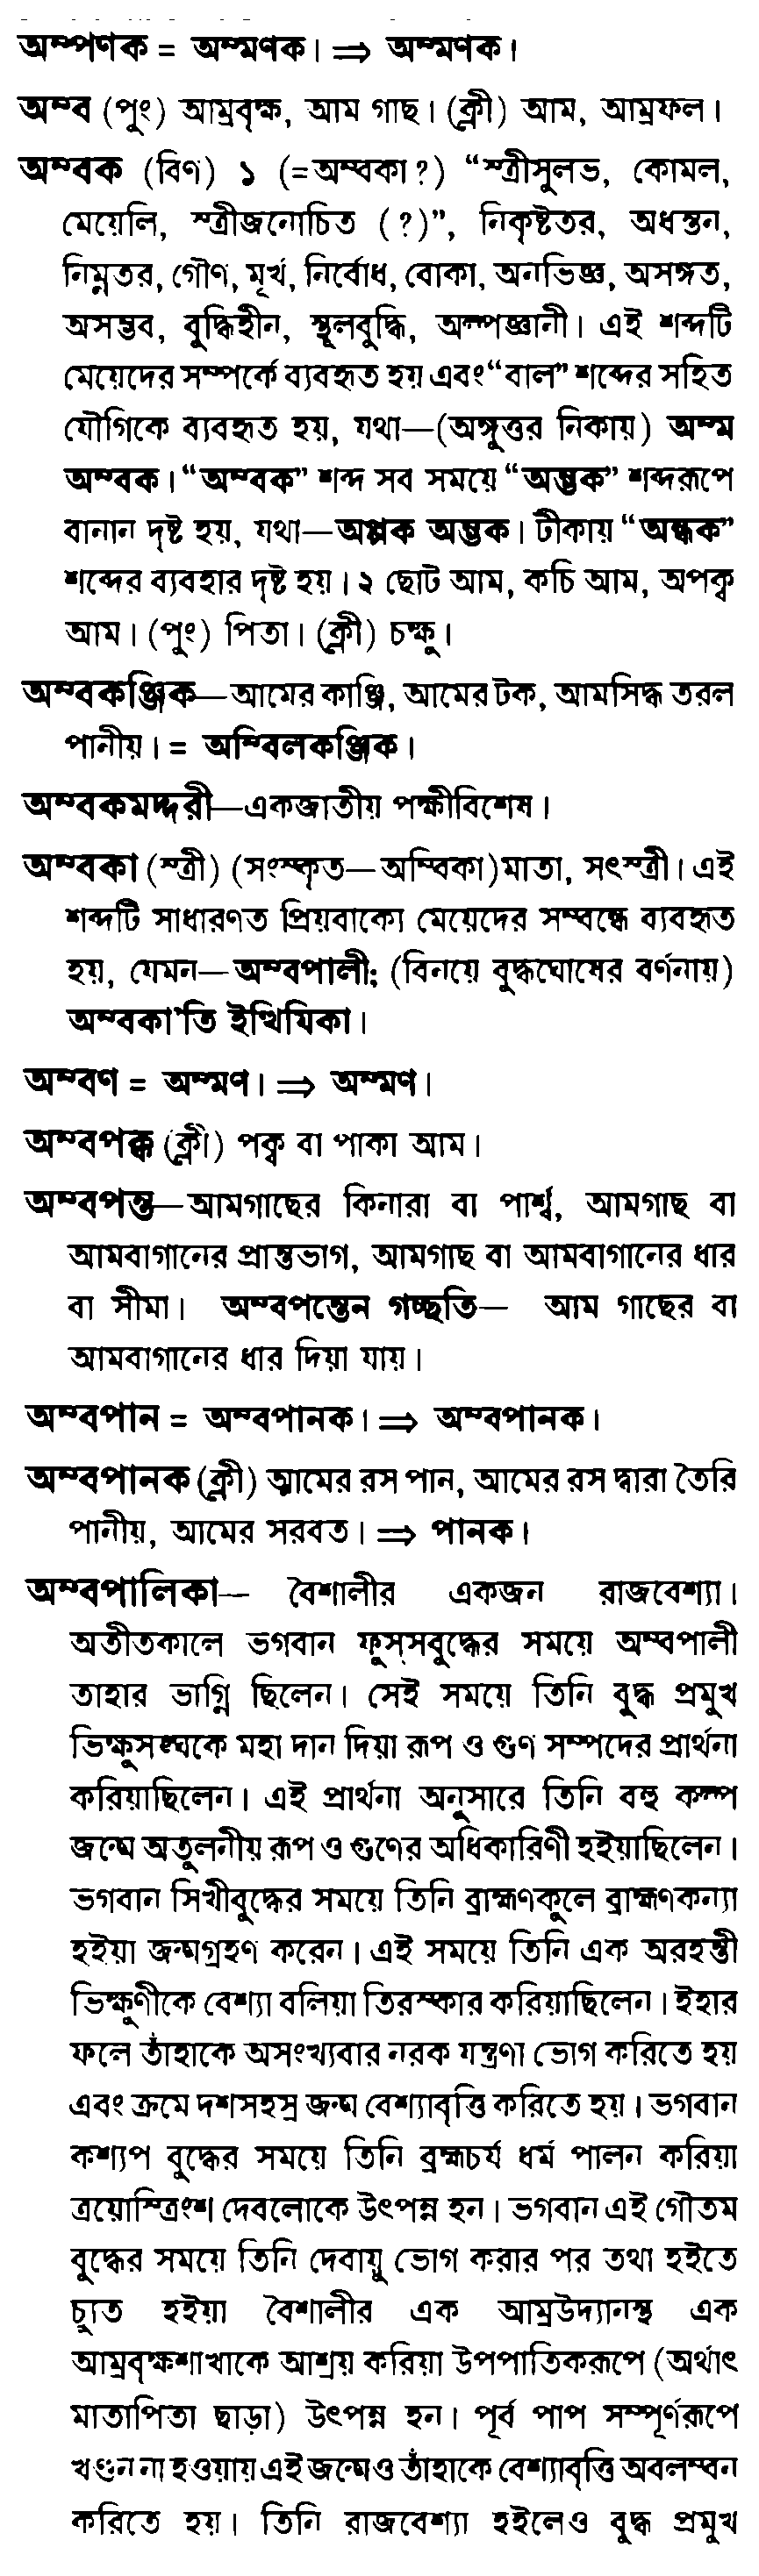 অম্পণক = অম্মণক। ⇒ অম্মণক।
অম্ব (পুং) আম্রবৃক্ষ, আম গাছ। (ক্লী) আম, আম্রফল।
অম্বক (বিণ) ১ (=অম্বকা?) “স্ত্রীসুলভ, কোমল,
মেয়েলি, স্ত্রীজনোচিত (?)”, নিকৃষ্টতর, অধস্তন,
নিম্নতর, গৌণ, মূর্খ, নির্বোধ, বোকা, অনভিজ্ঞ, অসঙ্গত,
অসম্ভব, বুদ্ধিহীন, স্থূলবুদ্ধি, অল্পজ্ঞানী। এই শব্দটি
মেয়েদের সম্পর্কে ব্যবহৃত হয় এবং “বাল” শব্দের সহিত
যৌগিকে ব্যবহৃত হয়, যথা—(অঙ্গুত্তর নিকায়) অম্ম
অম্বক। “অম্বক” শব্দ সব সময়ে “অম্ভক” শব্দরূপে
বানান দৃষ্ট হয়, যথা—অপ্পক অম্ভক। টীকায় “অন্ধক”
শব্দের ব্যবহার দৃষ্ট হয়। ২ ছোট আম, কচি আম, অপক্ব
আম। (পুং) পিতা। (ক্লী) চক্ষু।
অম্বকঞ্জিক—আমের কাঞ্জি, আমের টক, আমসিদ্ধ তরল
পানীয়। = অম্বিলকঞ্জিক।
অম্বকমদ্দরী—একজাতীয় পক্ষীবিশেষ।
অম্বকা (স্ত্রী) (সংস্কৃত—অম্বিকা) মাতা, সৎস্ত্রী। এই
শব্দটি সাধারণত প্রিয়বাক্যে মেয়েদের সম্বন্ধে ব্যবহৃত
হয়, যেমন—অম্বপালী; (বিনয়ে বুদ্ধঘোষের বর্ণনায়)
অম্বকা'তি ইত্থিযিকা।
অম্বণ = অম্মণ। ⇒ অম্মণ।
অম্বপক্ক (ক্লী) পক্ব বা পাকা আম।
অম্বপন্ত—আমগাছের কিনারা বা পার্শ্ব, আমগাছ বা
আমবাগানের প্রান্তভাগ, আমগাছ বা আমবাগানের ধার
বা সীমা। অম্বপন্তেন গচ্ছতি— আম গাছের বা
আমবাগানের ধার দিয়া যায়।
অম্বপান = অম্বপানক। ⇒ অম্বপানক।
অম্বপানক (ক্লী) আমের রস পান, আমের রস দ্বারা তৈরি
পানীয়, আমের সরবত। ⇒ পানক।
অম্বপালিকা— বৈশালীর একজন রাজবেশ্যা।
অতীতকালে ভগবান ফুস্সবুদ্ধের সময়ে অম্বপালী
তাহার ভাগ্নি ছিলেন। সেই সময়ে তিনি বুদ্ধ প্রমুখ
ভিক্ষুসঙ্ঘকে মহা দান দিয়া রূপ ও গুণ সম্পদের প্রার্থনা
করিয়াছিলেন। এই প্রার্থনা অনুসারে তিনি বহু কল্প
জন্মে অতুলনীয় রূপ ও গুণের অধিকারিণী হইয়াছিলেন।
ভগবান সিখীবুদ্ধের সময়ে তিনি ব্রাহ্মণকুলে ব্রাহ্মণকন্যা
হইয়া জন্মগ্রহণ করেন। এই সময়ে তিনি এক অরহন্তী
ভিক্ষুণীকে বেশ্যা বলিয়া তিরস্কার করিয়াছিলেন। ইহার
ফলে তাঁহাকে অসংখ্যবার নরক যন্ত্রণা ভোগ করিতে হয়
এবং ক্রমে দশসহস্র জন্ম বেশ্যাবৃত্তি করিতে হয়। ভগবান
কশ্যপ বুদ্ধের সময়ে তিনি ব্রহ্মচর্য ধর্ম পালন করিয়া
ত্রয়োস্ত্রিংশ দেবলোকে উৎপন্ন হন। ভগবান এই গৌতম
বুদ্ধের সময়ে তিনি দেবায়ু ভোগ করার পর তথা হইতে
চ্যুত হইয়া বৈশালীর এক আম্রউদ্যানস্থ এক
আম্রবৃক্ষশাখাকে আশ্রয় করিয়া উপপাতিকরূপে (অর্থাৎ
মাতাপিতা ছাড়া) উৎপন্ন হন। পূর্ব পাপ সম্পূর্ণরূপে
খণ্ডন না হওয়ায় এই জন্মেও তাঁহাকে বেশ্যাবৃত্তি অবলম্বন
করিতে হয়। তিনি রাজবেশ্যা হইলেও বুদ্ধ প্রমুখ